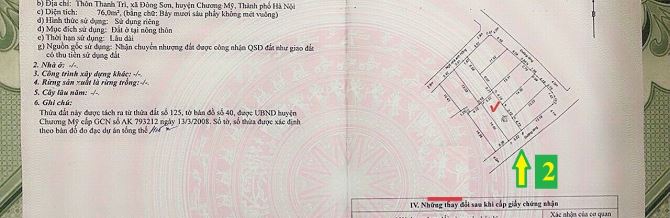 b) Địa chỉ: Thôn Thanh Trì, xã Đông Sơn, huyện Chương Mỹ, Thành phố Hà Nội
c) Diện tích: 76,0m², (bằng chữ: Bảy mươi sáu phẩy không mét vuông)
d) Hình thức sử dụng: Sử dụng riêng
đ) Mục đích sử dụng: Đất ở tại nông thôn
e) Thời hạn sử dụng: Lâu dài
g) Nguồn gốc sử dụng: Nhận chuyển nhượng đất được công nhận QSD đất như giao đất
có thu tiền sử dụng đất
2. Nhà ở: -/-
3. Công trình xây dựng khác: -/-
4. Rừng sản xuất là rừng trồng: -/-
5. Cây lâu năm: -/-
6. Ghi chú:
Thửa đất này được tách ra từ thửa đất số 125, tờ bản đồ số 40, được UBND huyện
Chương Mỹ cấp GCN số AK 793212 ngày 13/3/2008. Số tờ, số thửa được xác định
theo bản đồ đo đạc dự án tổng thể
B
2
IV. Những thay đổi sau khi cấp giấy chứng nhận
Xác nhận của cơ quan